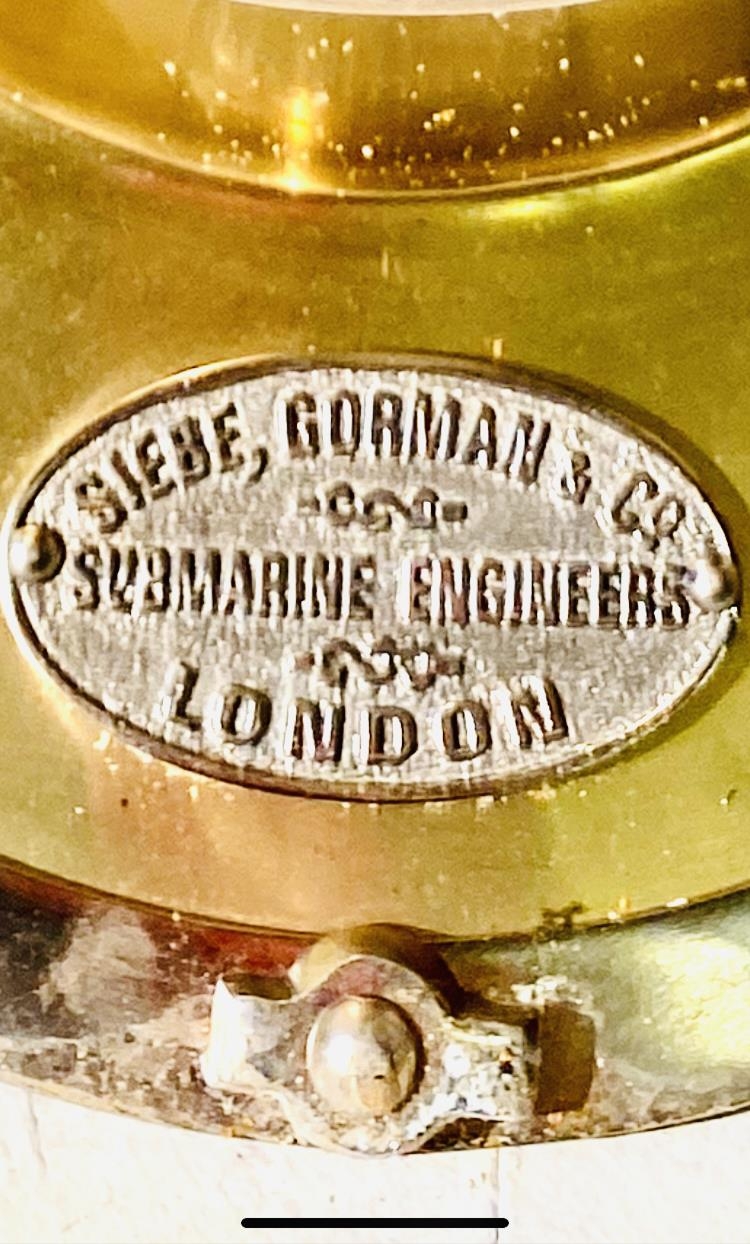 SIEBE, GORMAN & Co
SUBMARINE ENGINEERS
LONDON